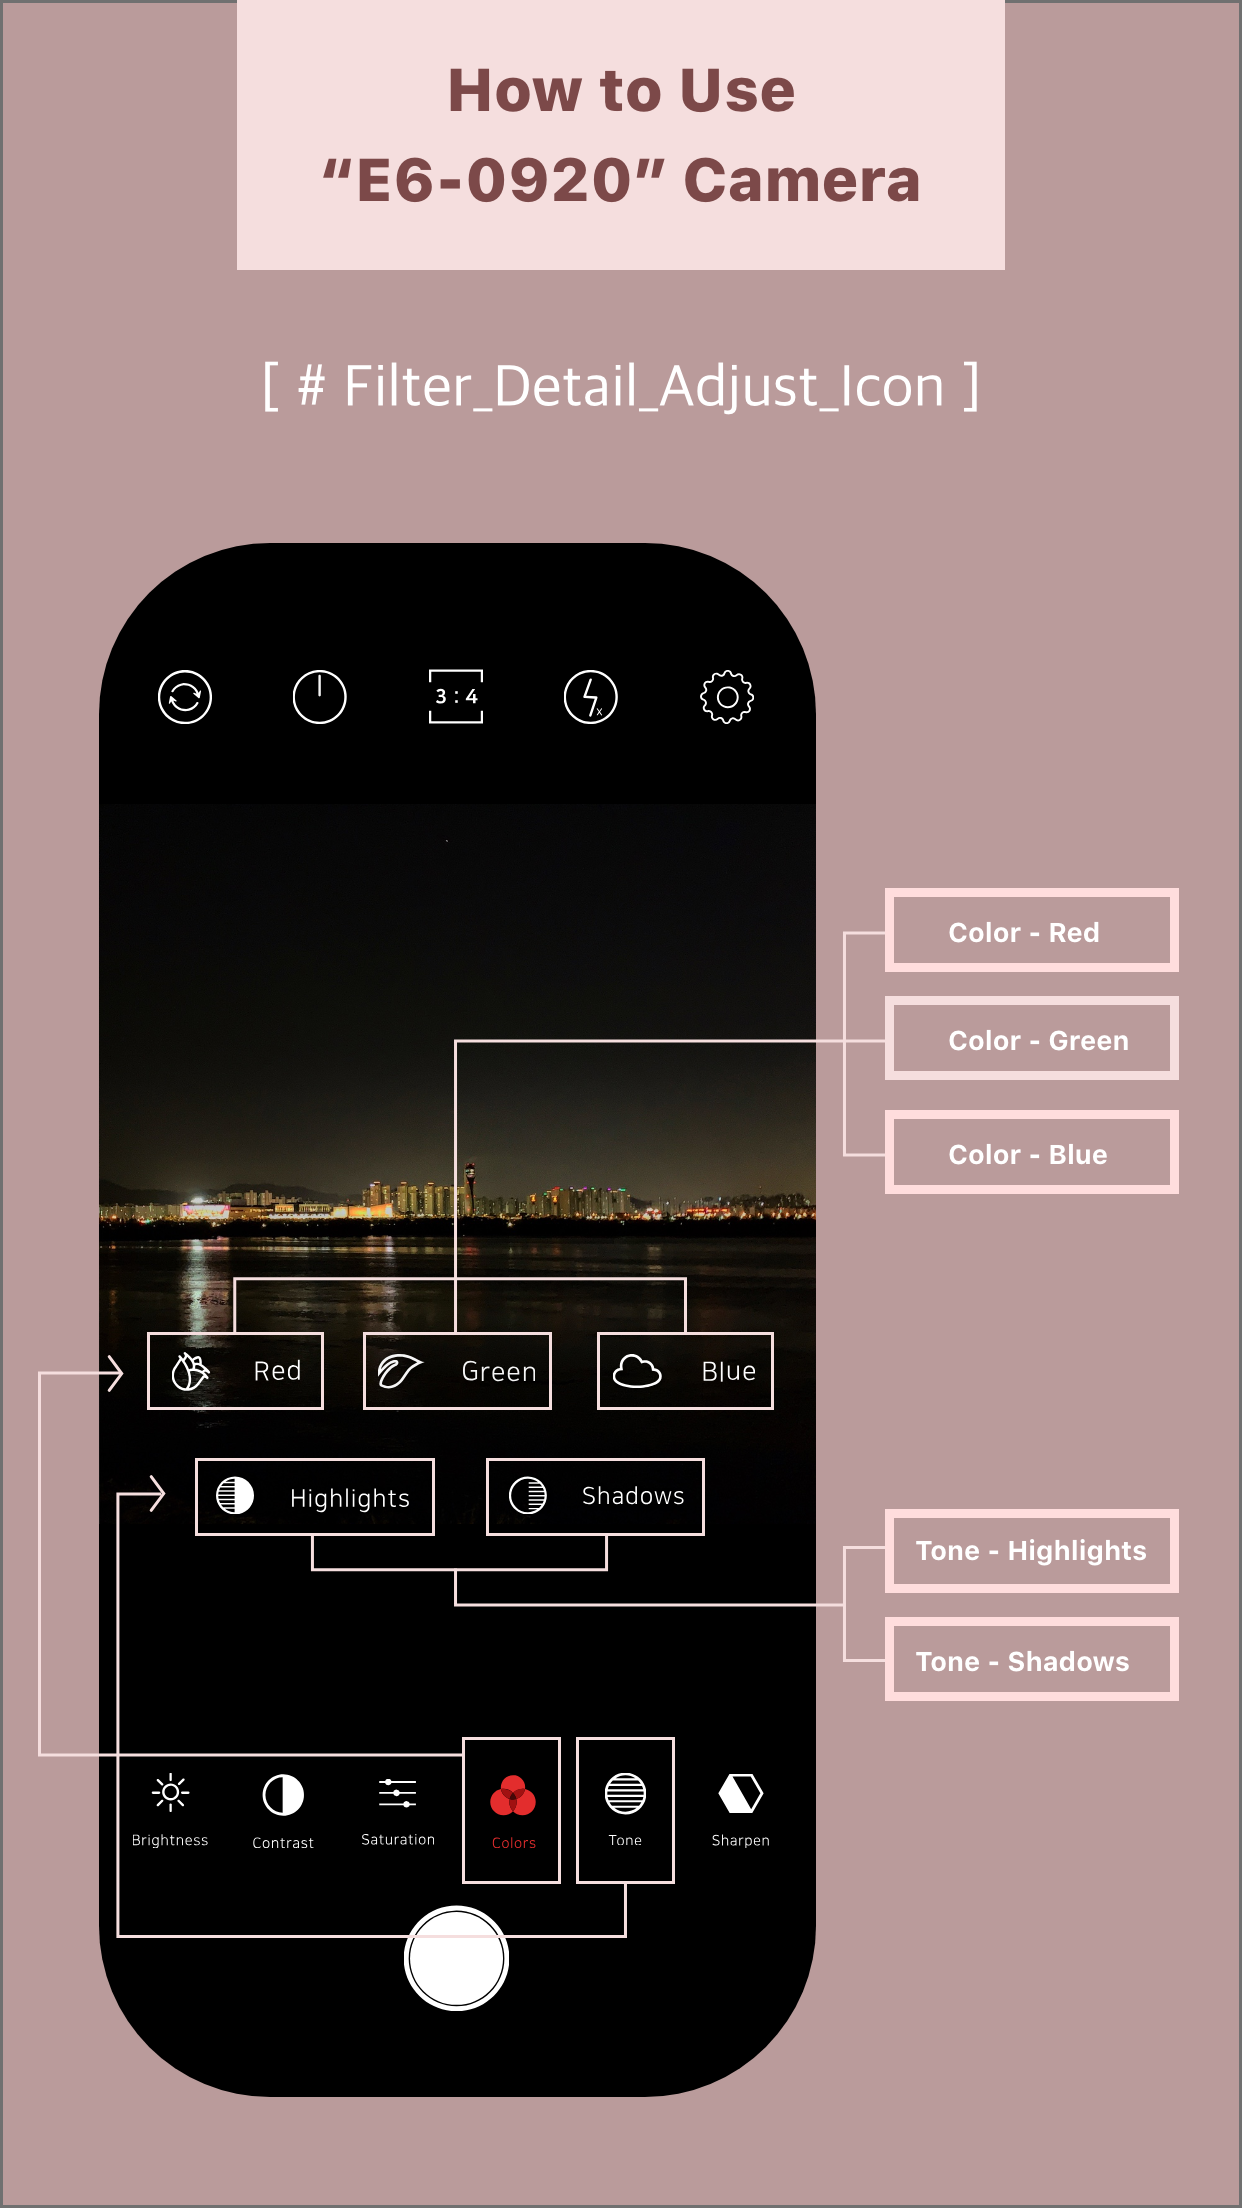 How to Use
“E6-0920” Camera
[ # Filter_Detail_Adjust_Icon ]
3 : 4
x
Color - Red
Color - Green
Color - Blue
Red
Green
Blue
Highlights
Shadows
Tone - Highlights
Tone - Shadows
Brightness
Contrast
Saturation
Colors
Tone
Sharpen